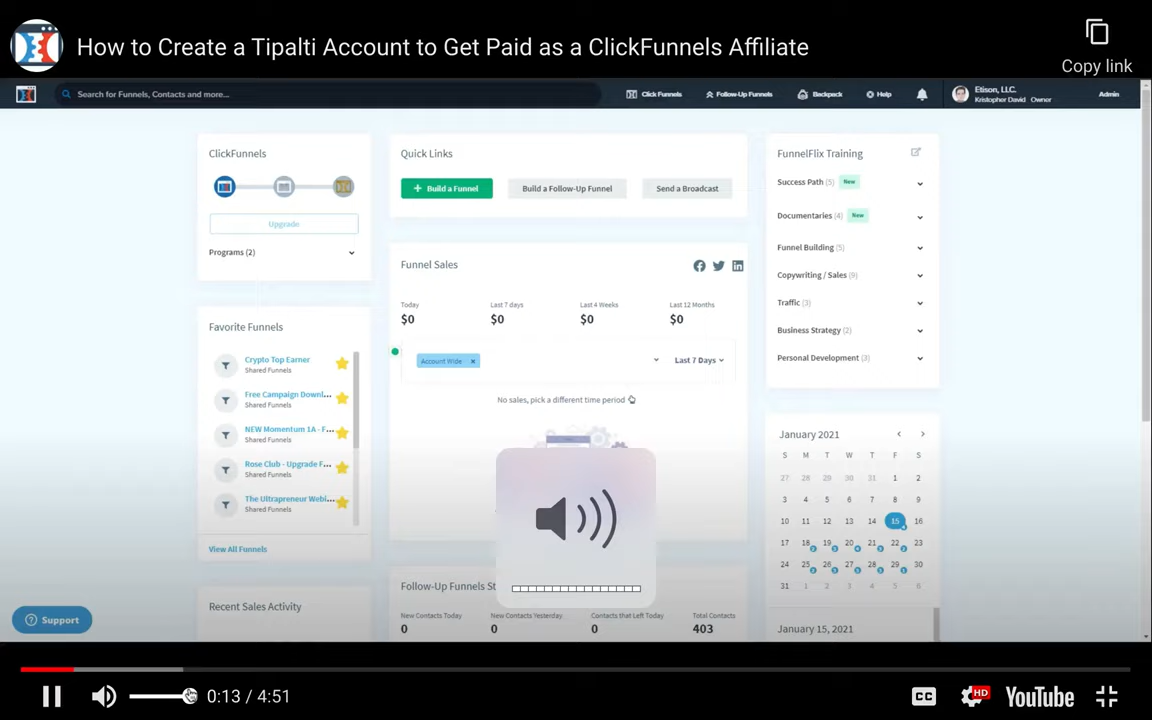 How to Create a Tipalti Account to Get Paid as a ClickFunnels Affiliate
Copy link
Search for Funnels, Contacts and more...
Click Funnels
Follow-Up Funnels
Backpack
Help
Etison, LLC.
Kristopher David Owner
Admin
ClickFunnels
Upgrade
Programs (2)
Favorite Funnels
Crypto Top Earner
Shared Funnels
Free Campaign Downl...
Shared Funnels
NEW Momentum 1A - F...
Shared Funnels
Rose Club - Upgrade F...
Shared Funnels
The Ultrapreneur Webi...
Shared Funnels
View All Funnels
Recent Sales Activity
Support
Quick Links
+ Build a Funnel
Build a Follow-Up Funnel
Send a Broadcast
Funnel Sales
Today Last 7 days Last 4 Weeks Last 12 Months
$0 $0 $0 $0
Account Wide ×
Last 7 Days
No sales, pick a different time period
Follow-Up Funnels St
New Contacts Today New Contacts Yesterday Contacts that Left Today Total Contacts
0 0 0 403
FunnelFlix Training
Success Path (5) New
Documentaries (4) New
Funnel Building (5)
Copywriting / Sales (9)
Traffic (3)
Business Strategy (2)
Personal Development (3)
January 2021 < >
S M T W T F S
27 28 29 30 31 1 2
3 4 5 6 7 8 9
10 11 12 13 14 15 16
17 18 19 20 21 22 23
24 25 26 27 28 29 30
31 1 2 3 4 5 6
January 15, 2021
0:13 / 4:51
CC
HD
YouTube